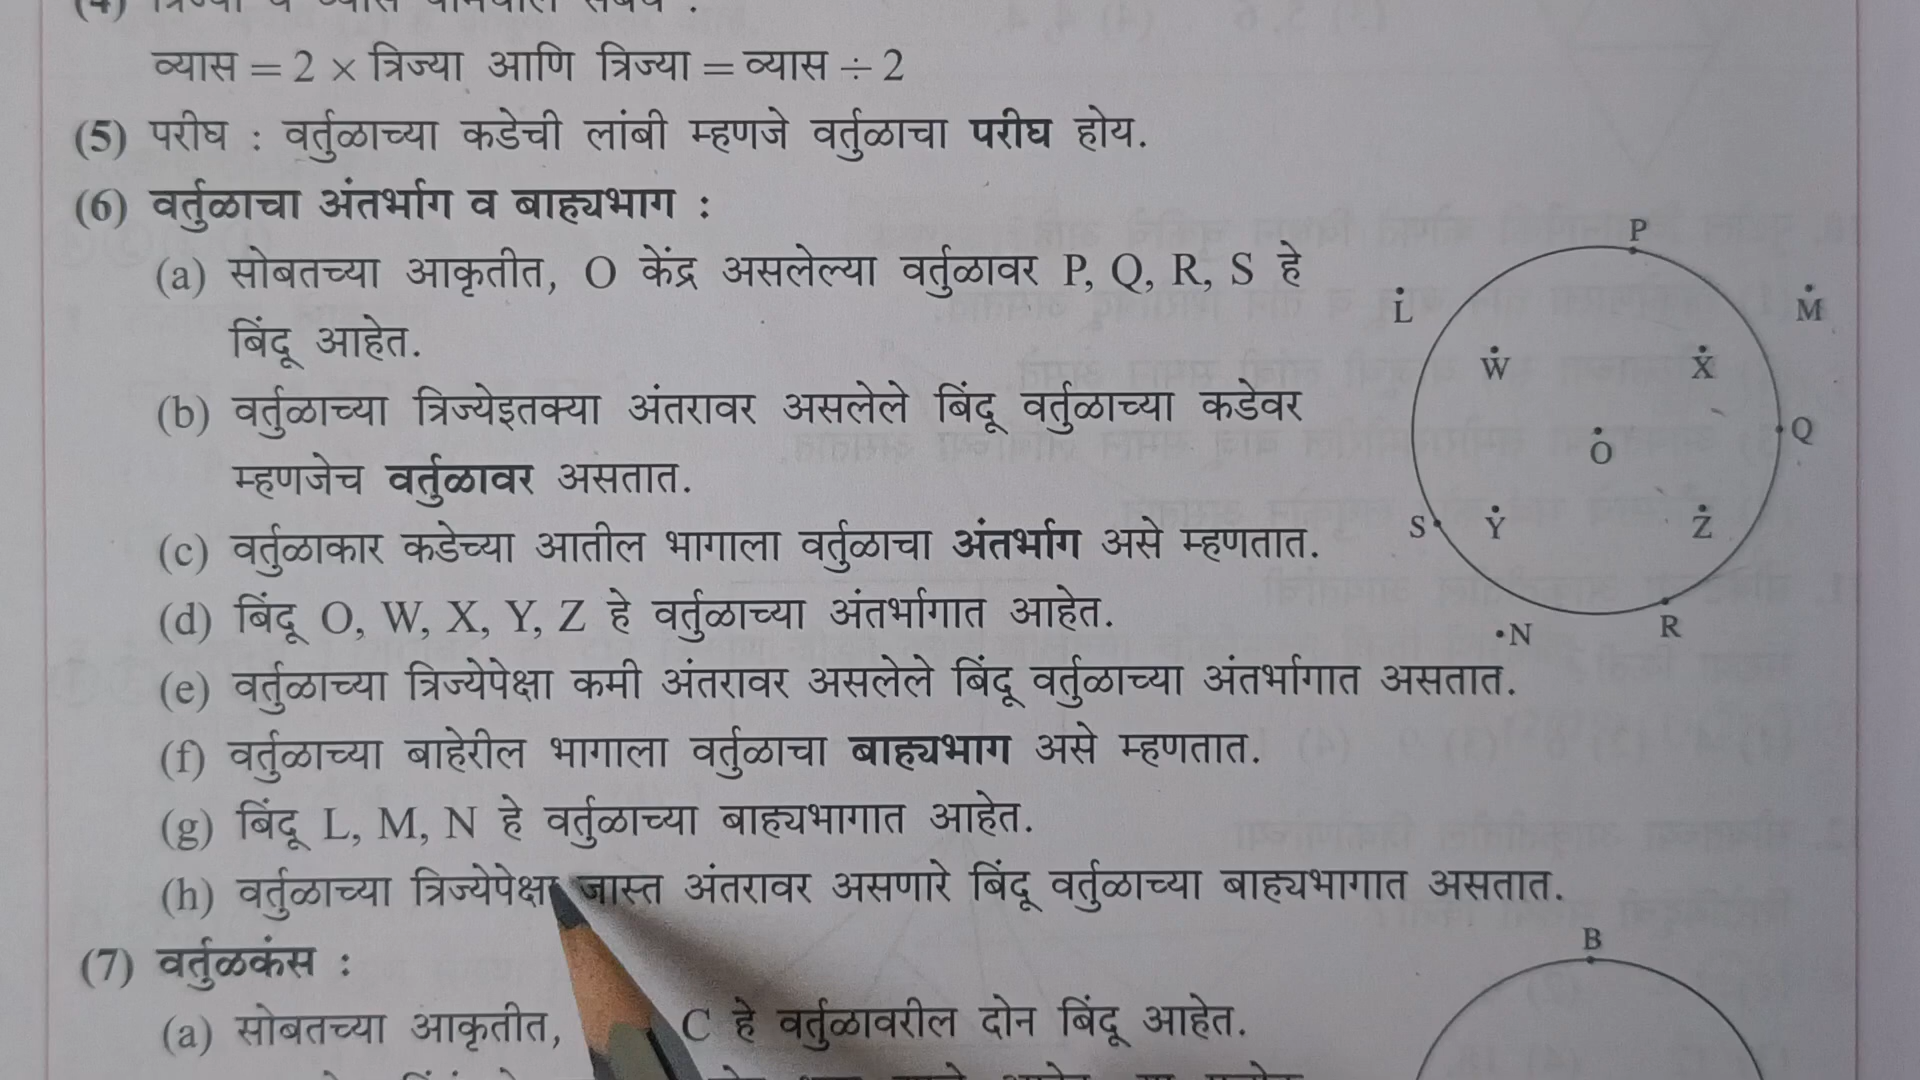 (4) त्रिज्या व व्यास यांमधील संबंध :
व्यास = 2 × त्रिज्या आणि त्रिज्या = व्यास ÷ 2
(5) परीघ : वर्तुळाच्या कडेची लांबी म्हणजे वर्तुळाचा परीघ होय.
(6) वर्तुळाचा अंतर्भाग व बाह्यभाग :
(a) सोबतच्या आकृतीत, O केंद्र असलेल्या वर्तुळावर P, Q, R, S हे
बिंदू आहेत.
(b) वर्तुळाच्या त्रिज्येइतक्या अंतरावर असलेले बिंदू वर्तुळाच्या कडेवर
म्हणजेच वर्तुळावर असतात.
(c) वर्तुळाकार कडेच्या आतील भागाला वर्तुळाचा अंतर्भाग असे म्हणतात.
(d) बिंदू O, W, X, Y, Z हे वर्तुळाच्या अंतर्भागात आहेत.
(e) वर्तुळाच्या त्रिज्येपेक्षा कमी अंतरावर असलेले बिंदू वर्तुळाच्या अंतर्भागात असतात.
(f) वर्तुळाच्या बाहेरील भागाला वर्तुळाचा बाह्यभाग असे म्हणतात.
(g) बिंदू L, M, N हे वर्तुळाच्या बाह्यभागात आहेत.
(h) वर्तुळाच्या त्रिज्येपेक्षा जास्त अंतरावर असणारे बिंदू वर्तुळाच्या बाह्यभागात असतात.
(7) वर्तुळकंस :
(a) सोबतच्या आकृतीत, C हे वर्तुळावरील दोन बिंदू आहेत.
P
L
M
W
X
O
Q
S
Y
Z
N
R
B